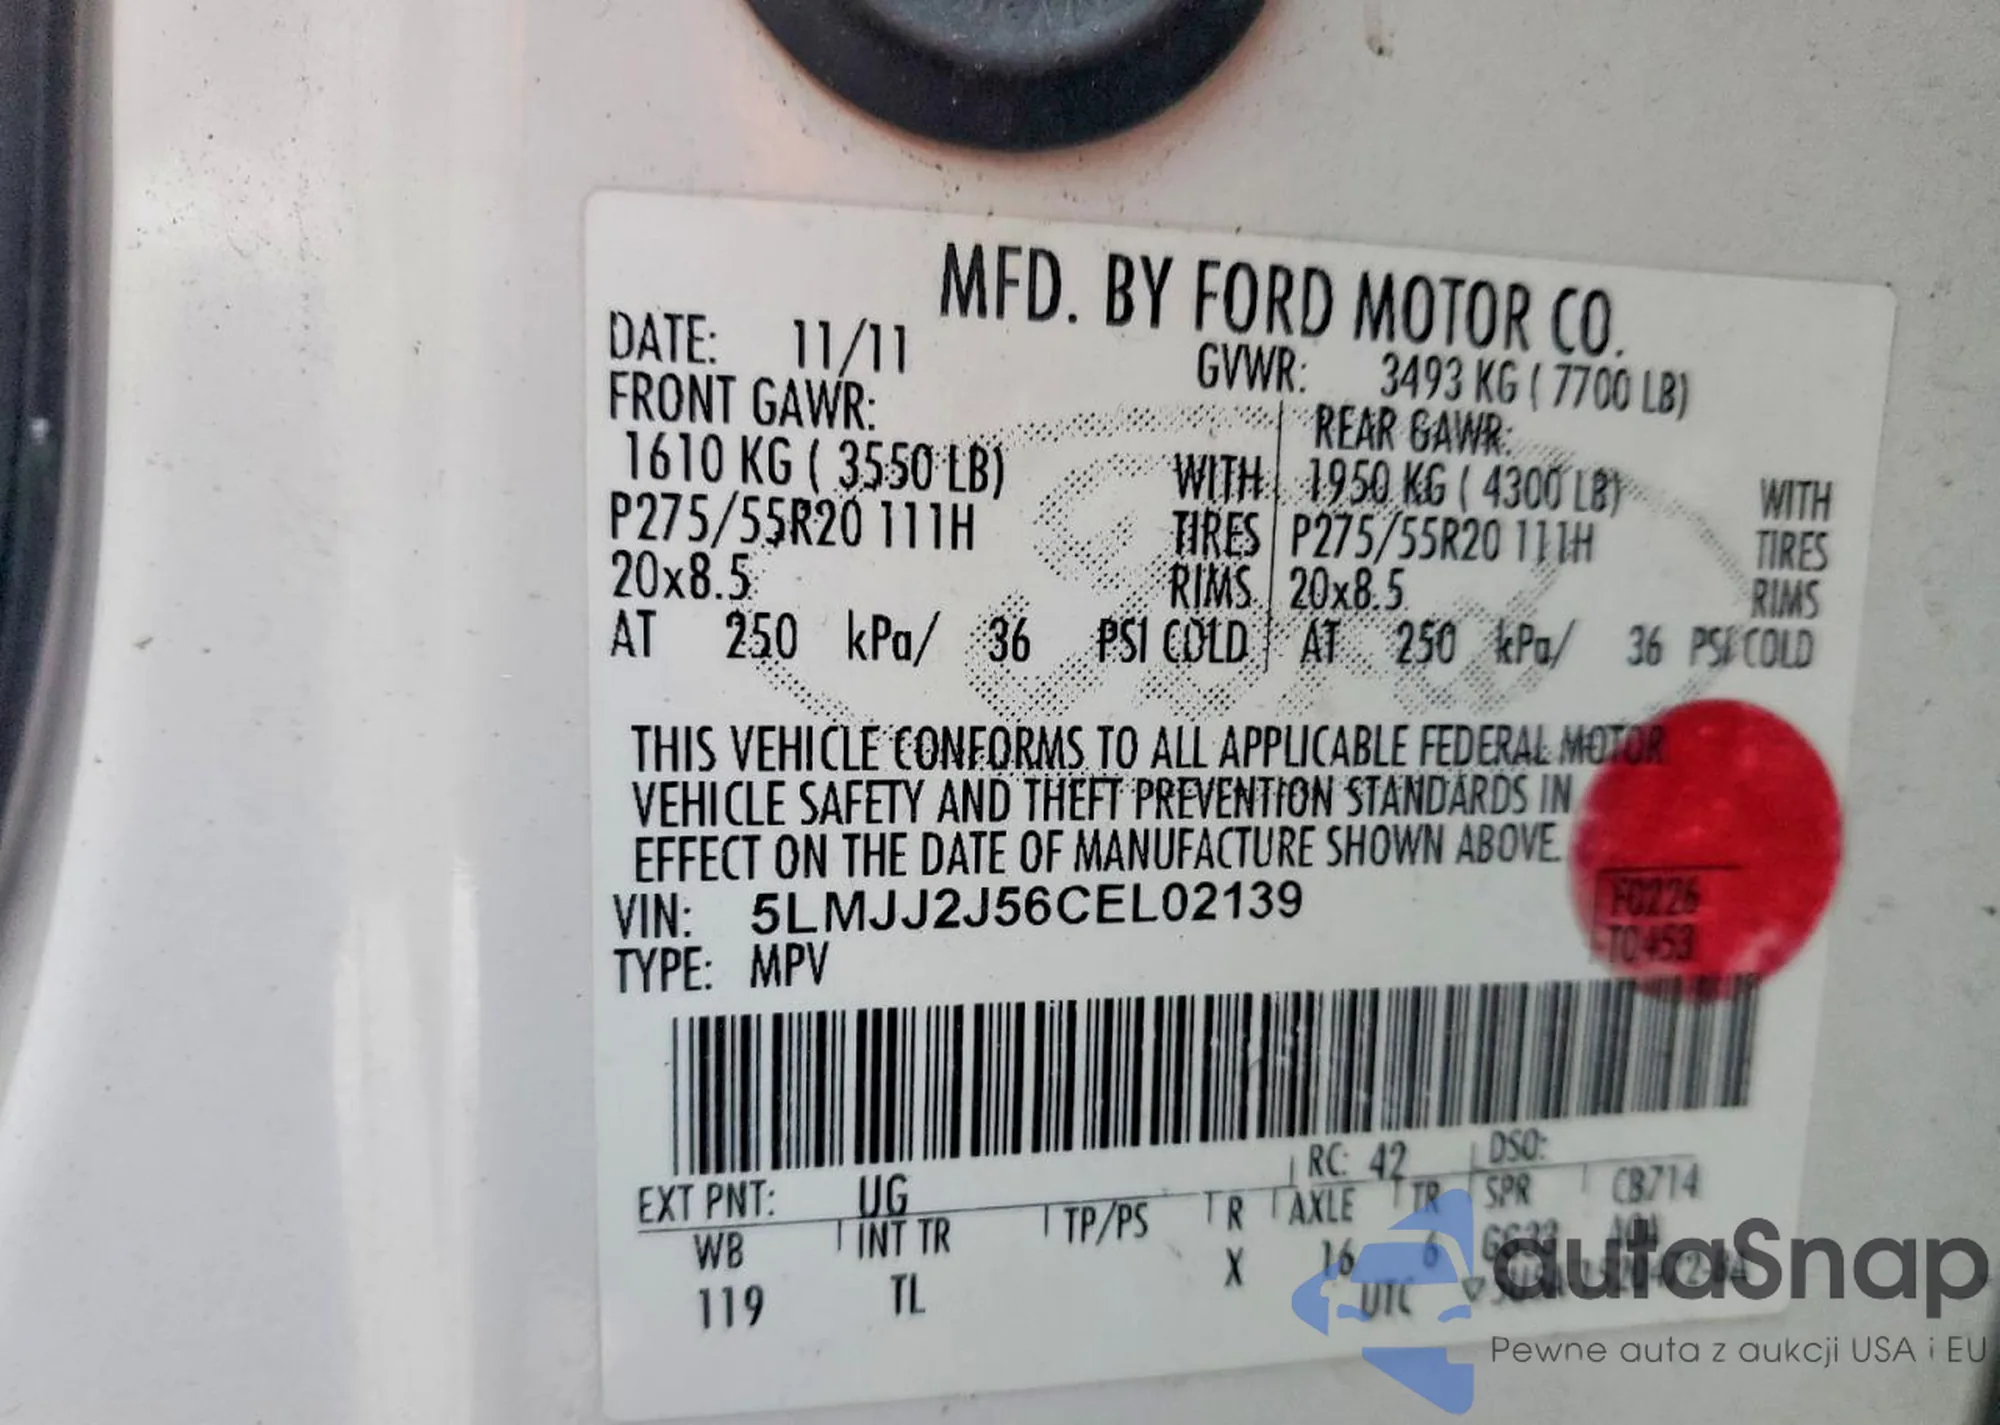 MFD. BY FORD MOTOR CO.
DATE: 11/11 GVWR: 3493 KG ( 7700 LB)
FRONT GAWR: REAR GAWR:
1610 KG ( 3550 LB) WITH 1950 KG ( 4300 LB) WITH
P275/55R20 111H TIRES P275/55R20 111H TIRES
20x8.5 RIMS 20x8.5 RIMS
AT 250 kPa/ 36 PSI COLD AT 250 kPa/ 36 PSI COLD
THIS VEHICLE CONFORMS TO ALL APPLICABLE FEDERAL MOTOR
VEHICLE SAFETY AND THEFT PREVENTION STANDARDS IN
EFFECT ON THE DATE OF MANUFACTURE SHOWN ABOVE.
VIN: 5LMJJ2J56CEL02139 F0226
TYPE: MPV T0453
EXT PNT: UG RC: 42 DSO:
WB INT TR TP/PS R AXLE TR SPR CB714
119 TL X 16 6
UTC
autaSnap
Pewne auta z aukcji USA i EU